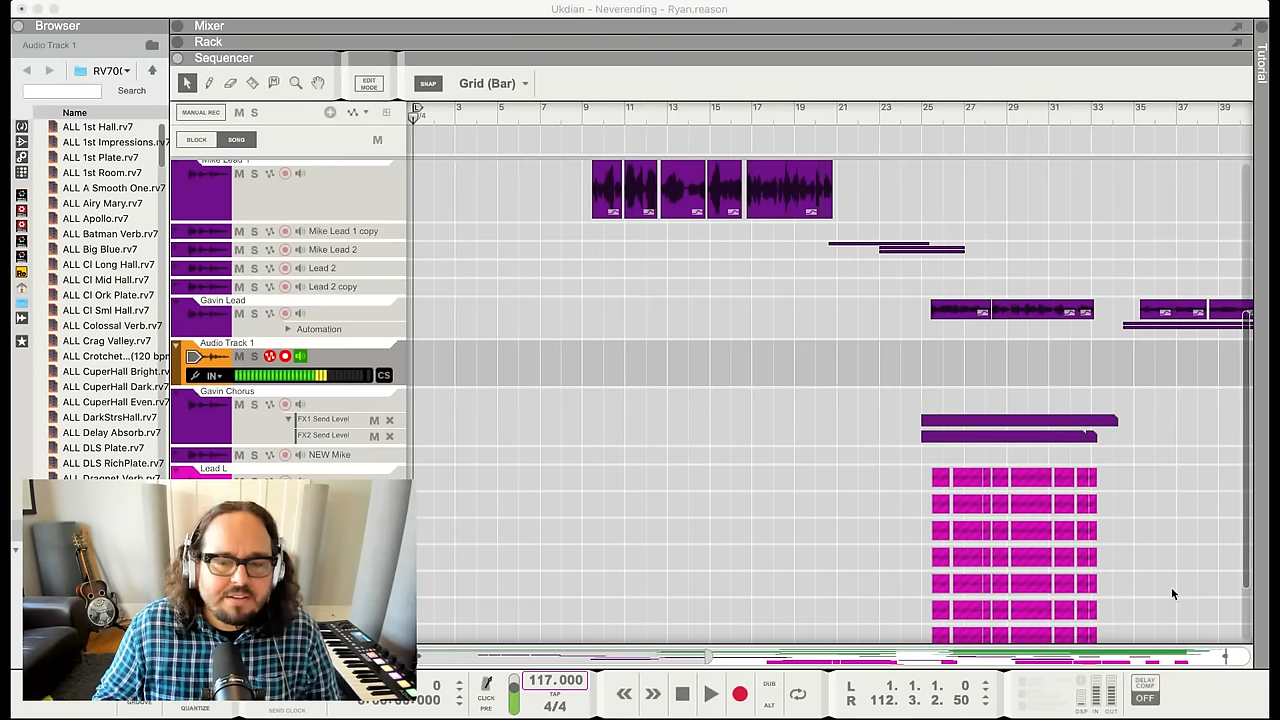 Ukdian - Neverending - Ryan.reason
Browser
Mixer
Audio Track 1
Rack
Sequencer
RV700
EDIT MODE
SNAP
Grid (Bar)
Search
Name
MANUAL REC
M S
3 5 7 9 11 13 15 17 19 21 23 25 27 29 31 33 35 37 39
/4
BLOCK
SONG
M
Tutorial
ALL 1st Hall.rv7
ALL 1st Impressions.rv7
ALL 1st Plate.rv7
ALL 1st Room.rv7
ALL A Smooth One.rv7
ALL Airy Mary.rv7
ALL Apollo.rv7
ALL Batman Verb.rv7
ALL Big Blue.rv7
ALL Cl Long Hall.rv7
ALL Cl Mid Hall.rv7
ALL Cl Ork Plate.rv7
ALL Cl Sml Hall.rv7
ALL Colossal Verb.rv7
ALL Crag Valley.rv7
ALL Crotchet...(120 bpm
ALL CuperHall Bright.rv7
ALL CuperHall Dark.rv7
ALL CuperHall Even.rv7
ALL DarkStrsHall.rv7
ALL Delay Absorb.rv7
ALL DLS Plate.rv7
ALL DLS RichPlate.rv7
ALL Dragnet Verb.rv7
Mike Lead 1
M S
M S Mike Lead 1 copy
M S Mike Lead 2
M S Lead 2
M S Lead 2 copy
Gavin Lead
M S
Automation
Audio Track 1
M S
IN
CS
Gavin Chorus
M S
FX1 Send Level M
FX2 Send Level M
M S NEW Mike
Lead L
GROOVE
QUANTIZE
SEND CLOCK
CLICK
PRE
117.000
TAP
4/4
DUB
ALT
L 1. 1. 1. 0
R 112. 3. 2. 50
DSP IN OUT
DELAY COMP
OFF